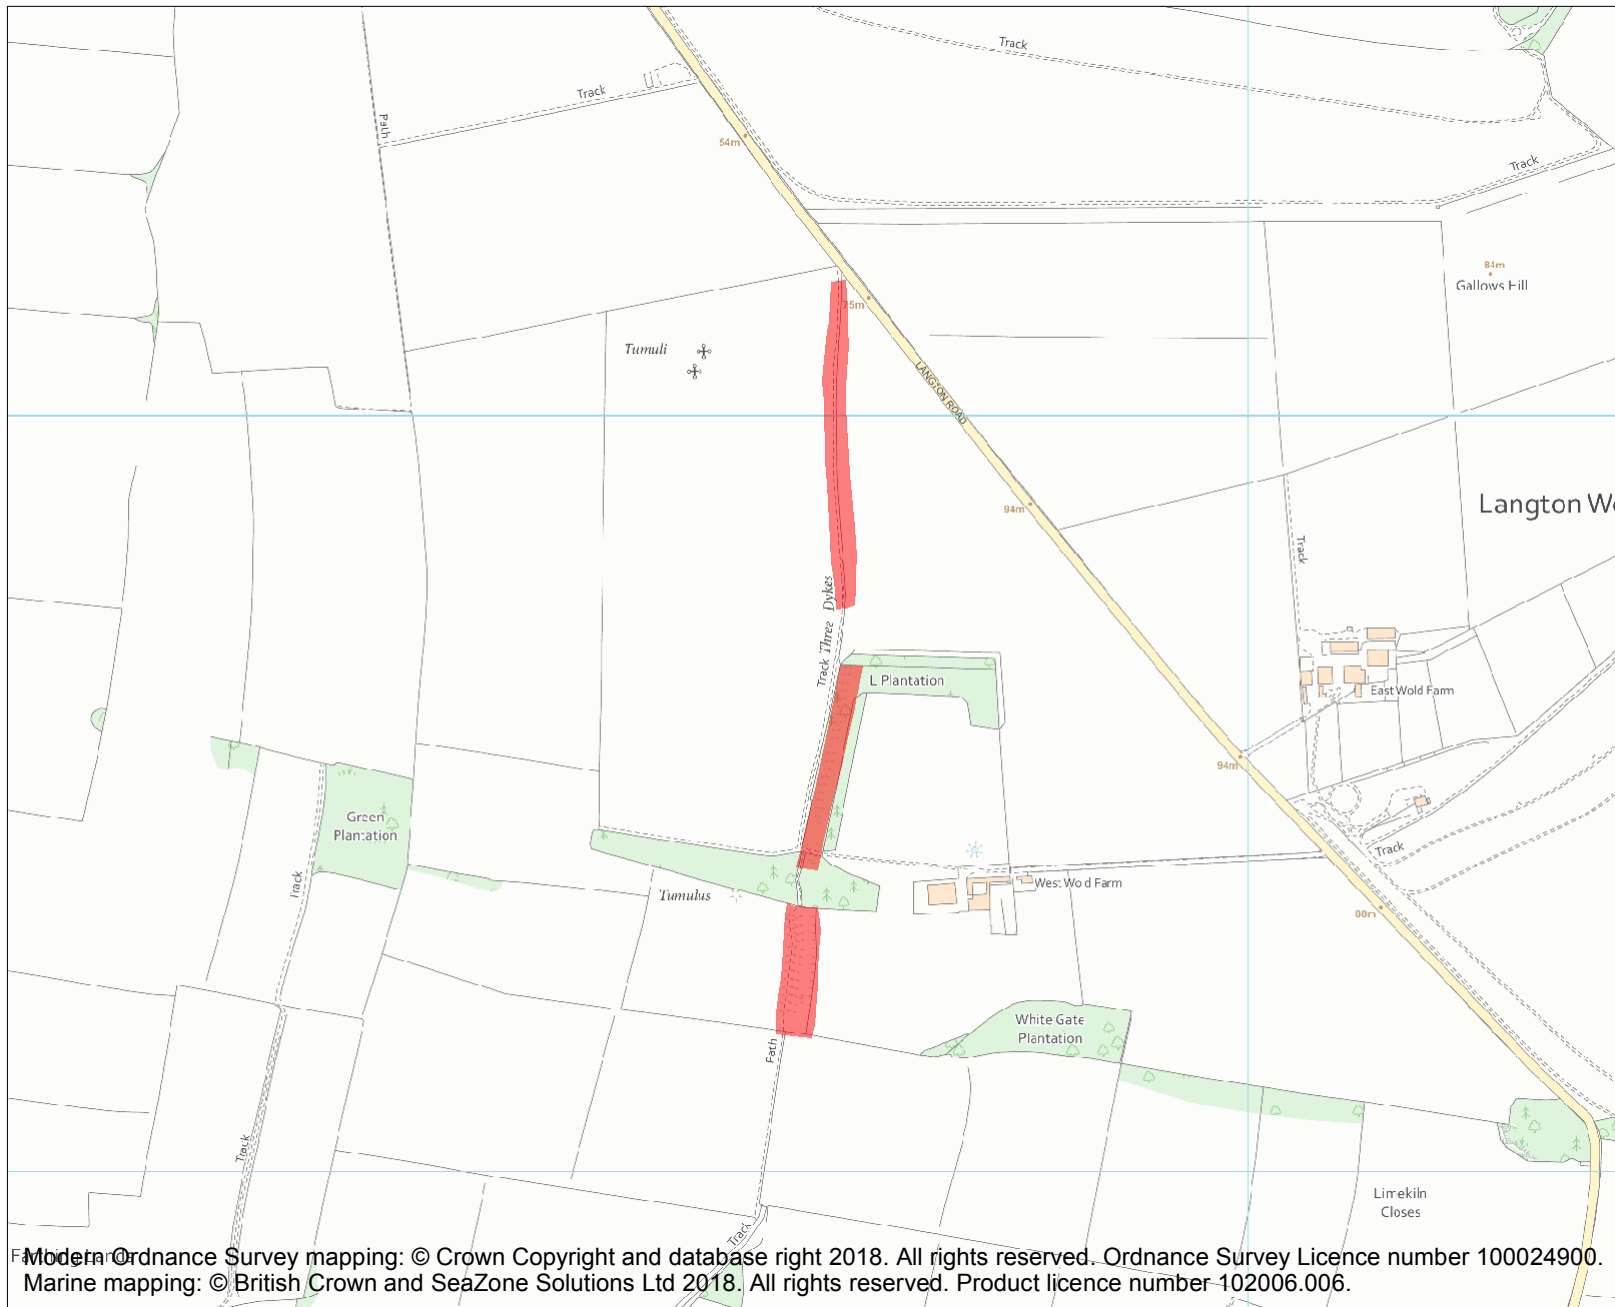 Track
Track
Path
54m
Track
84m
Gallows Hill
75m
Tumuli
LANGTON ROAD
94m
Langton
Track
Three Dykes
Track
L Plantation
East Wold Farm
94m
Green
Plantation
Track
Track
Tumulus
West Wold Farm
White Gate
Plantation
Path
Track
Limekiln
Closes
Track
Modern Ordnance Survey mapping: © Crown Copyright and database right 2018. All rights reserved. Ordnance Survey Licence number 100024900.
Marine mapping: © British Crown and SeaZone Solutions Ltd 2018. All rights reserved. Product licence number 102006.006.